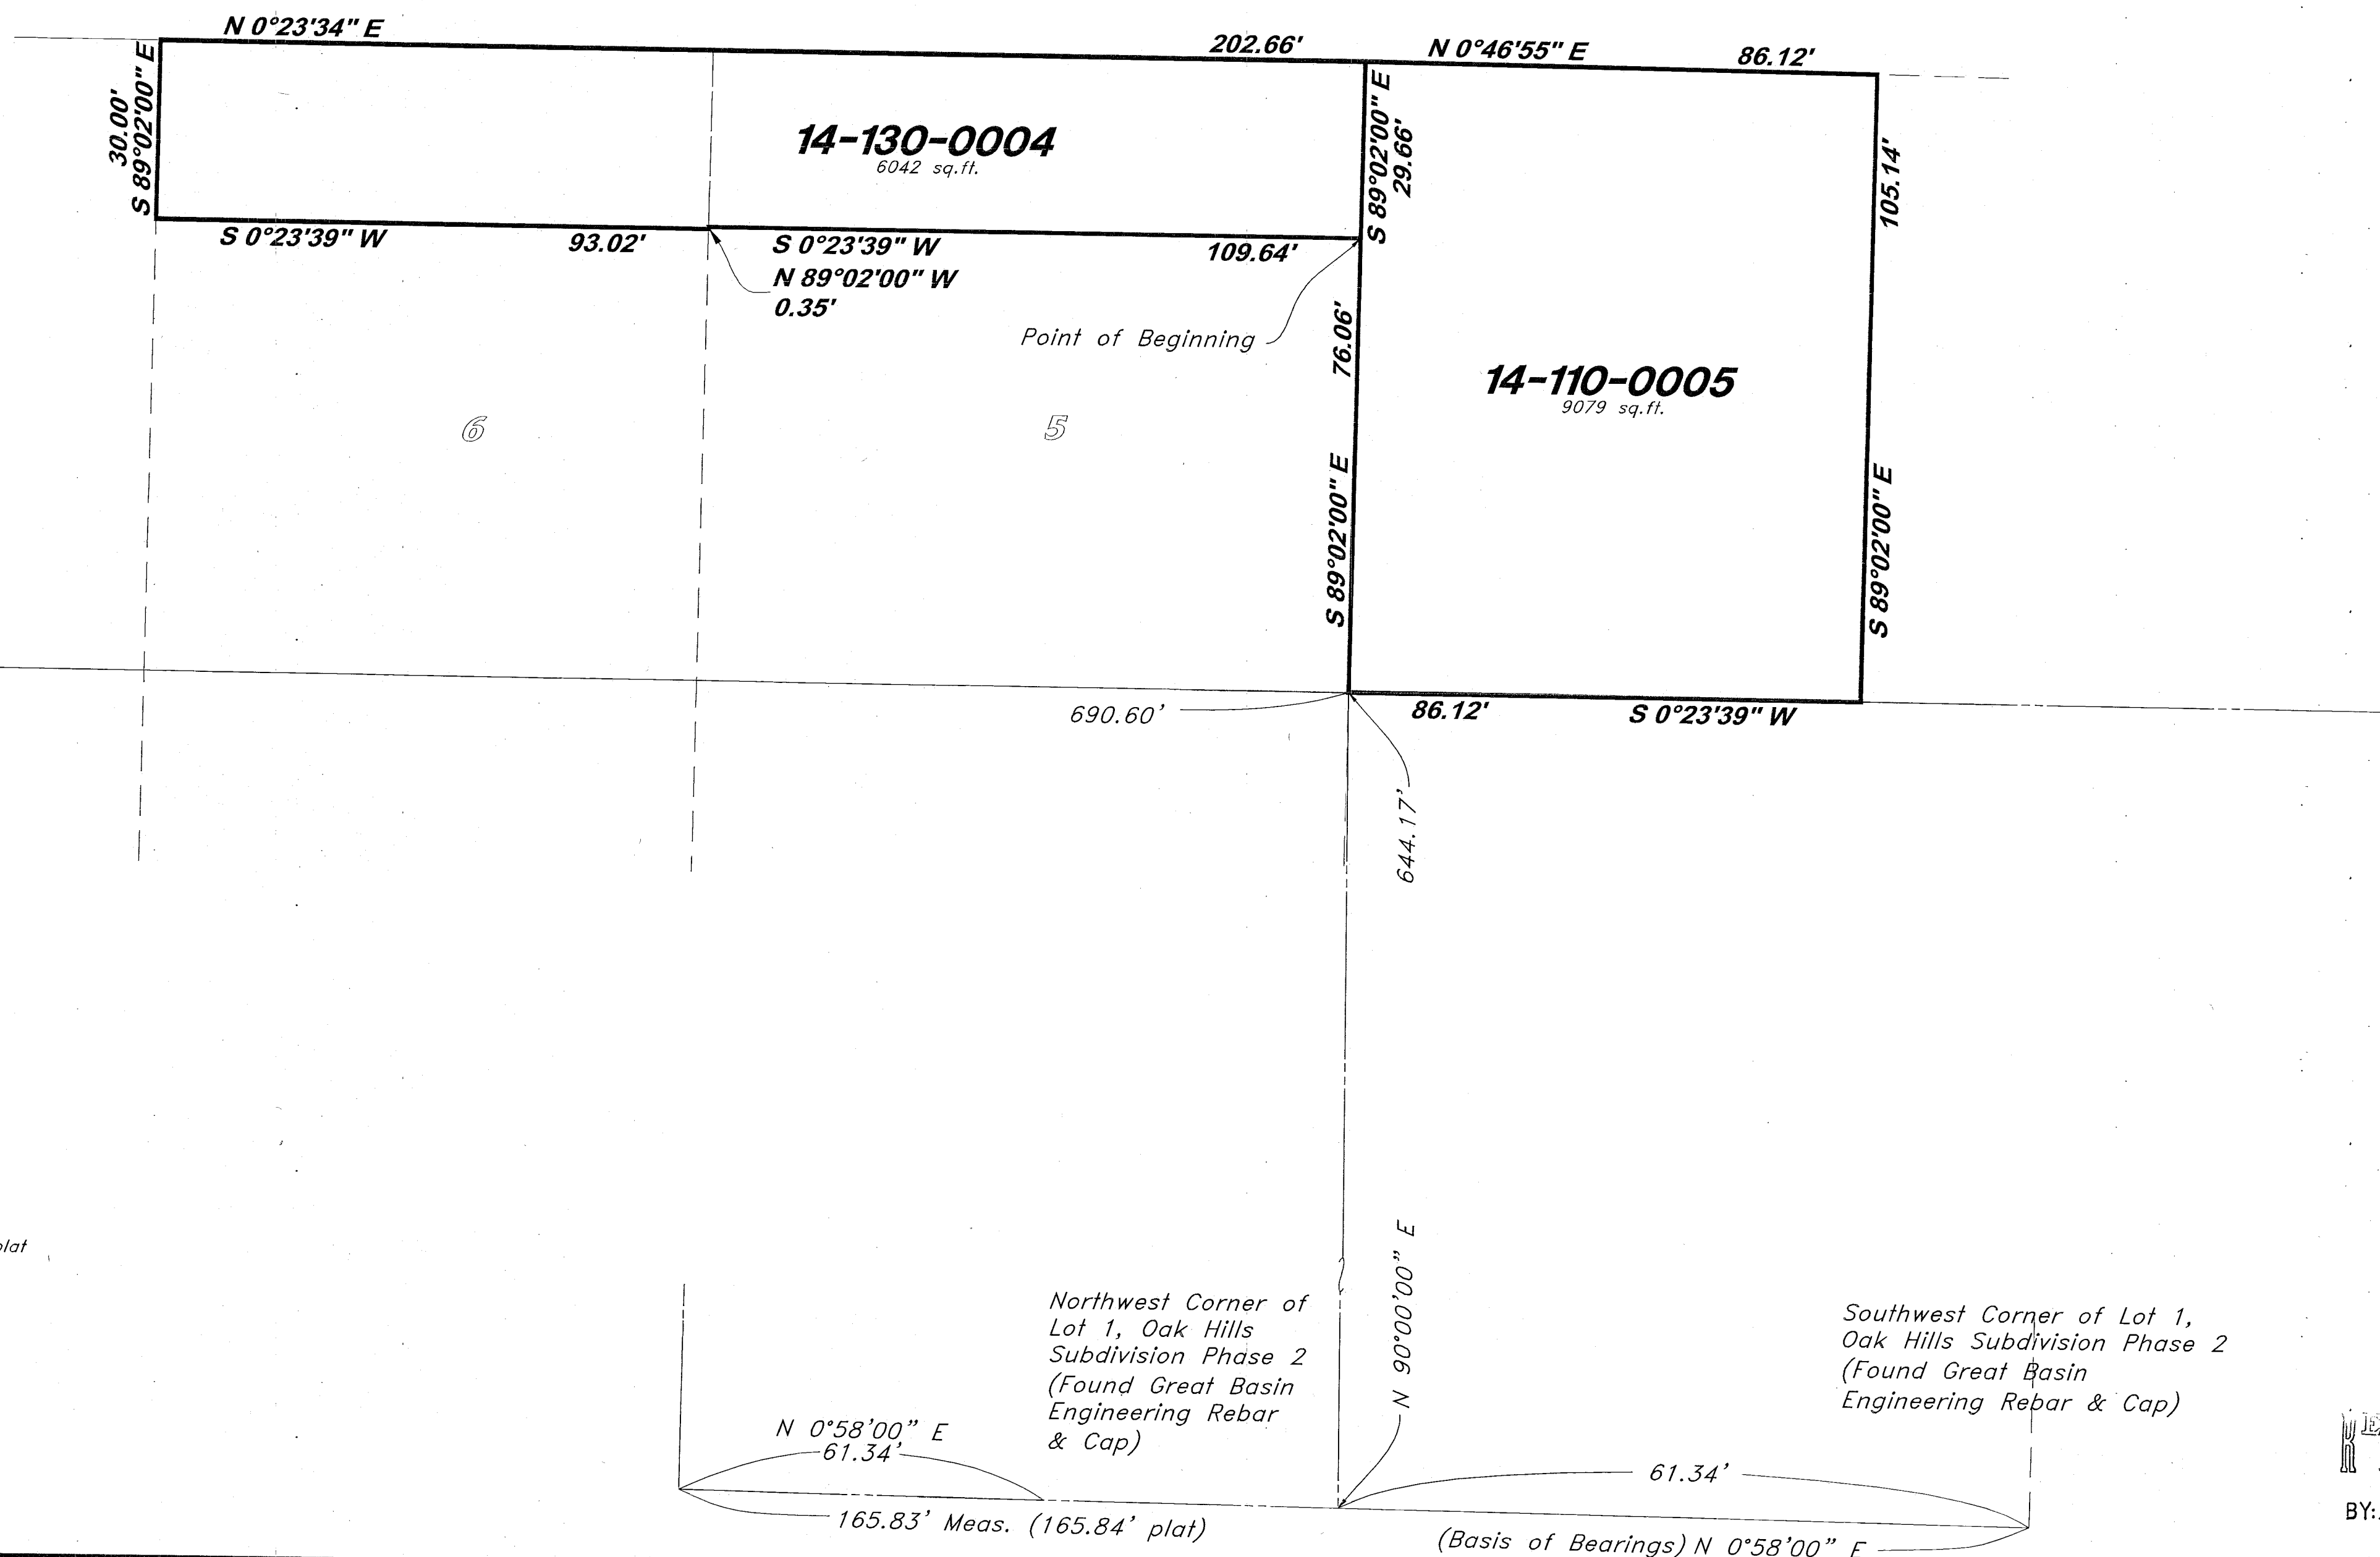 N 0°23'34" E
202.66'
N 0°46'55" E
86.12'
30.00'
S 89°02'00" E
14-130-0004
6042 sq.ft.
S 89°02'00" E
29.66'
105.14'
S 0°23'39" W
93.02'
S 0°23'39" W
109.64'
N 89°02'00" W
0.35'
Point of Beginning
76.06'
14-110-0005
9079 sq.ft.
6
5
S 89°02'00" E
S 89°02'00" E
690.60'
86.12'
S 0°23'39" W
644.17'
plat
N 90°00'00" E
Northwest Corner of
Lot 1, Oak Hills
Subdivision Phase 2
(Found Great Basin
Engineering Rebar
& Cap)
Southwest Corner of Lot 1,
Oak Hills Subdivision Phase 2
(Found Great Basin
Engineering Rebar & Cap)
N 0°58'00" E
61.34'
61.34'
165.83' Meas. (165.84' plat)
(Basis of Bearings) N 0°58'00" E
BY: